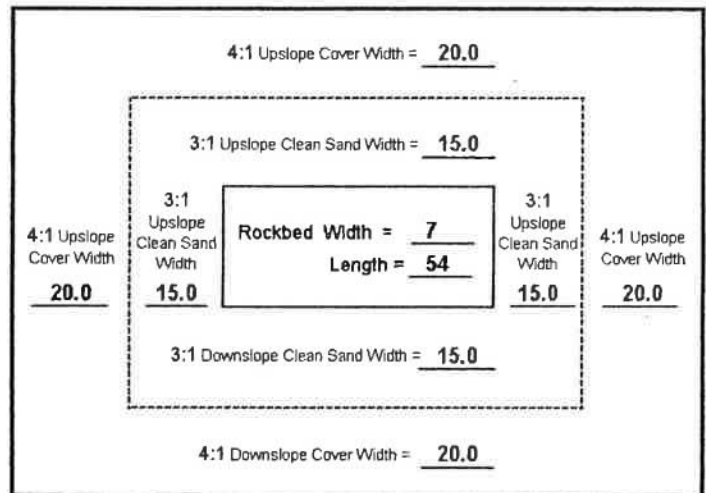 4:1 Upslope Cover Width = 20.0
3:1 Upslope Clean Sand Width = 15.0
4:1 Upslope
Cover Width
20.0
3:1
Upslope
Clean Sand
Width
15.0
Rockbed Width = 7
Length = 54
3:1
Upslope
Clean Sand
Width
15.0
4:1 Upslope
Cover Width
20.0
3:1 Downslope Clean Sand Width = 15.0
4:1 Downslope Cover Width = 20.0